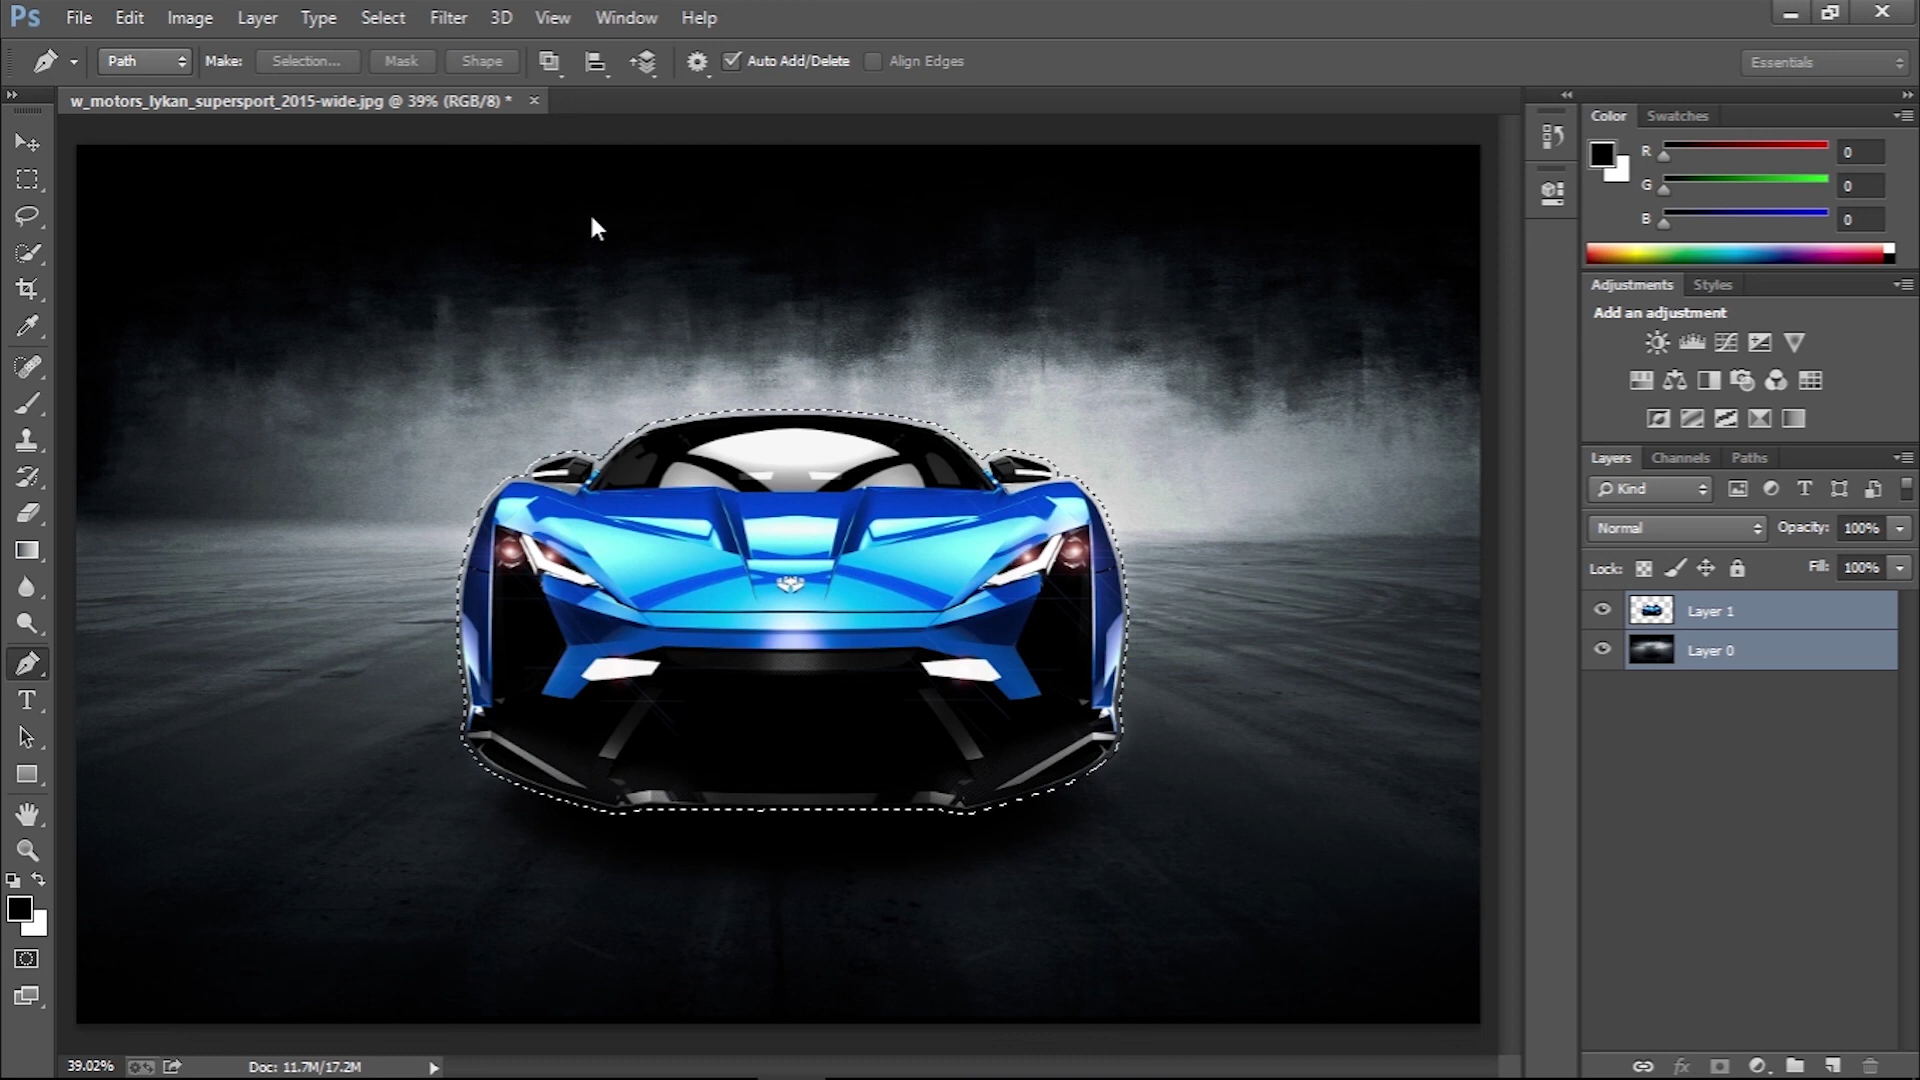 Ps File Edit Image Layer Type Select Filter 3D View Window Help
Path Make: Selection... Mask Shape Auto Add/Delete Align Edges Essentials
w_motors_lykan_supersport_2015-wide.jpg @ 39% (RGB/8) * ×
Color Swatches
R 0
G 0
B 0
Adjustments Styles
Add an adjustment
Layers Channels Paths
Kind
Normal Opacity: 100%
Lock: Fill: 100%
Layer 1
Layer 0
39.02% Doc: 11.7M/17.2M